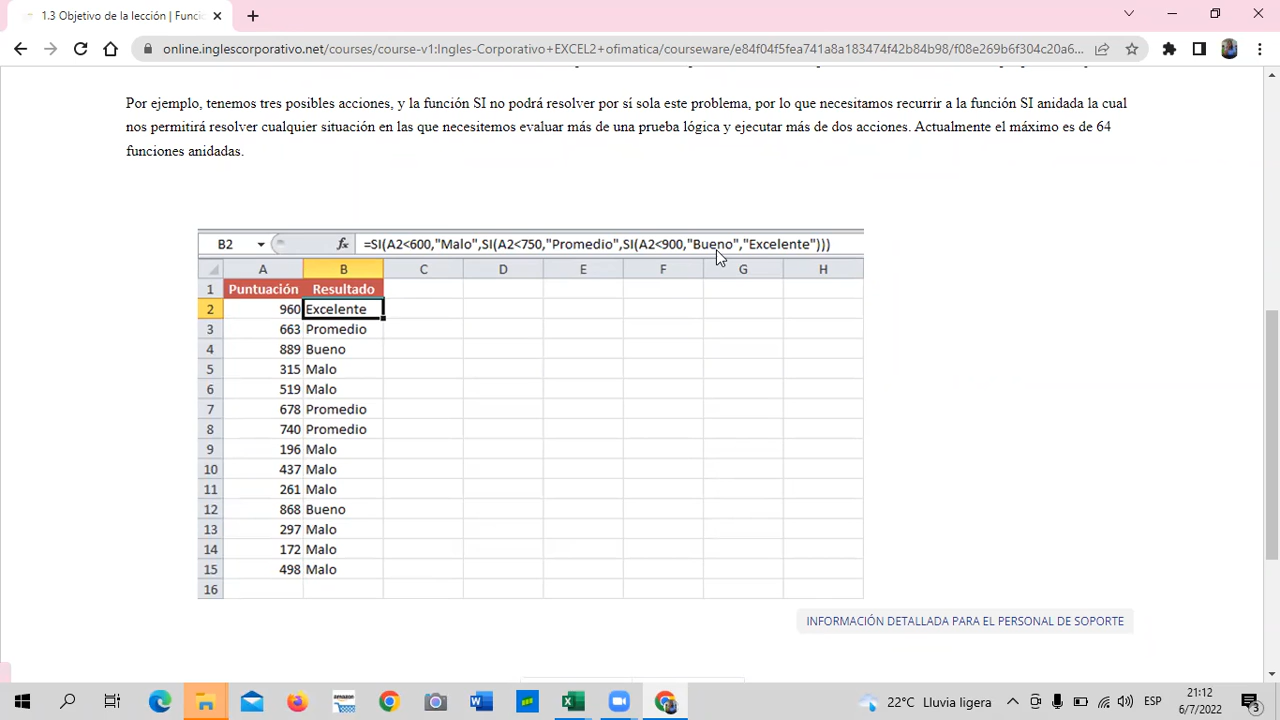 1.3 Objetivo de la lección | Funcio
online.inglescorporativo.net/courses/course-v1:Ingles-Corporativo+EXCEL2+ofimatica/courseware/e84f04f5fea741a8a183474f42b84b98/f08e269b6f304c20a6...
Por ejemplo, tenemos tres posibles acciones, y la función SI no podrá resolver por sí sola este problema, por lo que necesitamos recurrir a la función SI anidada la cual
nos permitirá resolver cualquier situación en las que necesitemos evaluar más de una prueba lógica y ejecutar más de dos acciones. Actualmente el máximo es de 64
funciones anidadas.
B2 fx =SI(A2<600,"Malo",SI(A2<750,"Promedio",SI(A2<900,"Bueno","Excelente")))
A B C D E F G H
1 Puntuación Resultado
2 960 Excelente
3 663 Promedio
4 889 Bueno
5 315 Malo
6 519 Malo
7 678 Promedio
8 740 Promedio
9 196 Malo
10 437 Malo
11 261 Malo
12 868 Bueno
13 297 Malo
14 172 Malo
15 498 Malo
16
INFORMACIÓN DETALLADA PARA EL PERSONAL DE SOPORTE
22°C Lluvia ligera ESP 21:12
6/7/2022 3